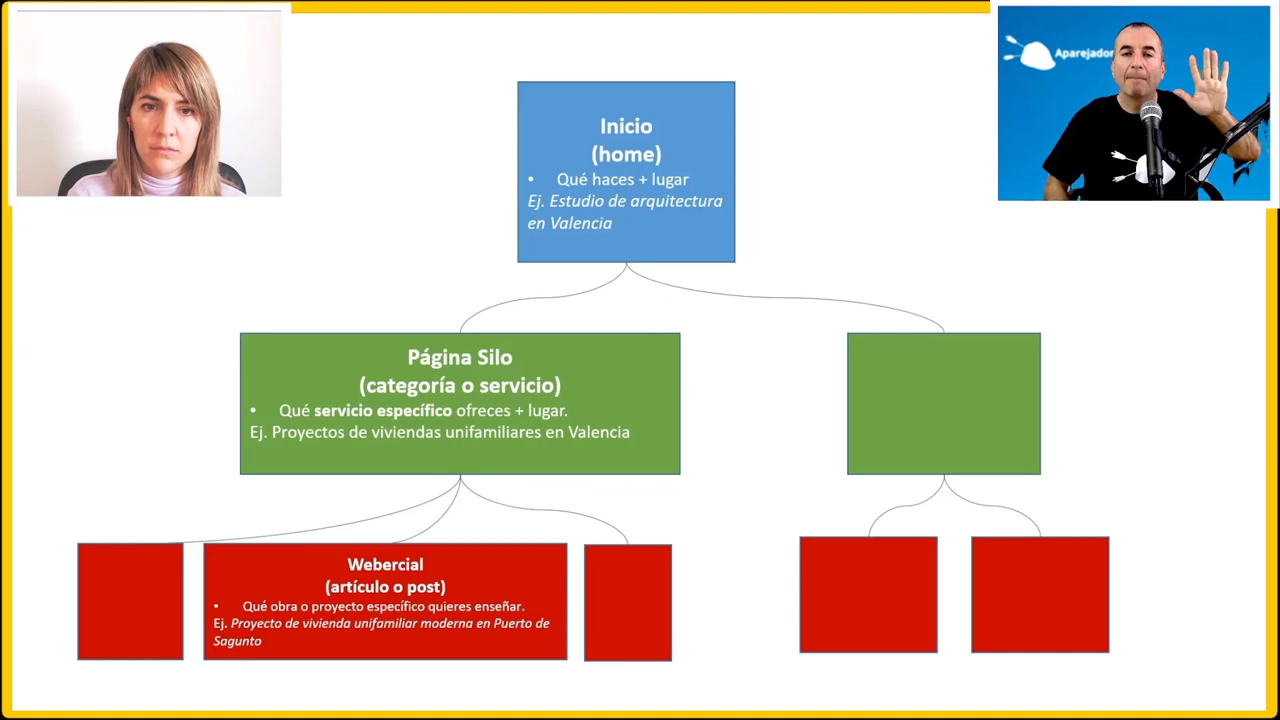 Aparejador
Inicio
(home)
• Qué haces + lugar
Ej. Estudio de arquitectura
en Valencia
Página Silo
(categoría o servicio)
• Qué servicio específico ofreces + lugar.
Ej. Proyectos de viviendas unifamiliares en Valencia
Webercial
(artículo o post)
• Qué obra o proyecto específico quieres enseñar.
Ej. Proyecto de vivienda unifamiliar moderna en Puerto de
Sagunto